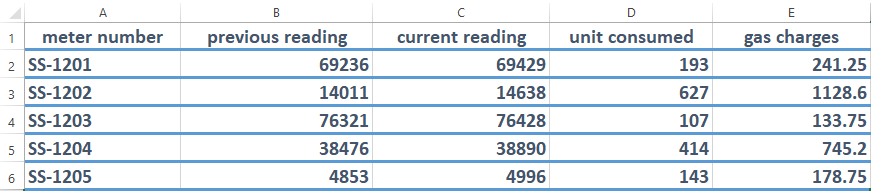 A B C D E
1 meter number previous reading current reading unit consumed gas charges
2 SS-1201 69236 69429 193 241.25
3 SS-1202 14011 14638 627 1128.6
4 SS-1203 76321 76428 107 133.75
5 SS-1204 38476 38890 414 745.2
6 SS-1205 4853 4996 143 178.75